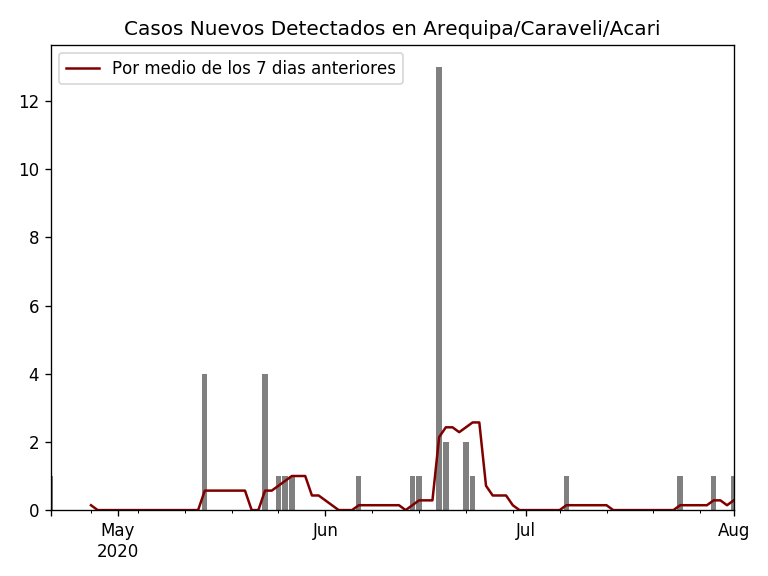 Casos Nuevos Detectados en Arequipa/Caraveli/Acari
Por medio de los 7 dias anteriores
12
10
8
6
4
2
0
May Jun Jul Aug
2020